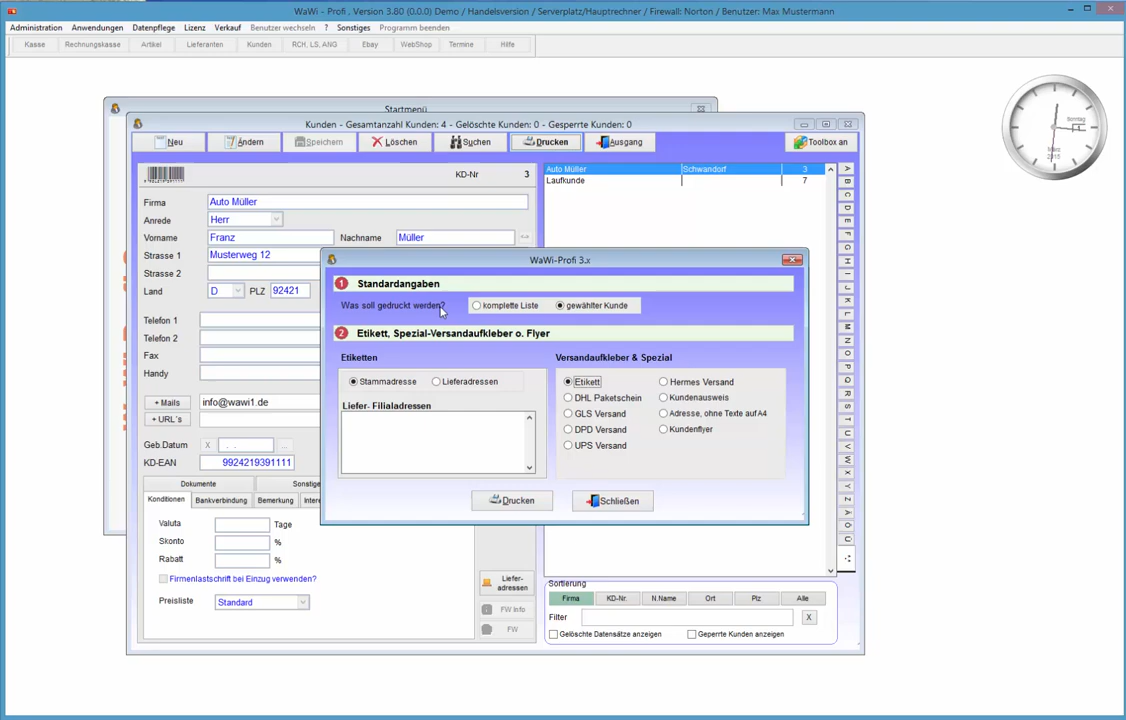 WaWi - Profi , Version 3.80 (0.0.0) Demo / Handelsversion / Serverplatz/Hauptrechner / Firewall: Norton / Benutzer: Max Mustermann
Administration Anwendungen Datenpflege Lizenz Verkauf Benutzer wechseln ? Sonstiges Programm beenden
Kasse Rechnungskasse Artikel Lieferanten Kunden RCH, LS, ANG Ebay WebShop Termine Hilfe
Startmenü
Kunden - Gesamtanzahl Kunden: 4 - Gelöschte Kunden: 0 - Gesperrte Kunden: 0
Neu Ändern Speichern Löschen Suchen Drucken Ausgang Toolbox an
KD-Nr 3
Firma Auto Müller
Anrede Herr
Vorname Franz Nachname Müller
Strasse 1 Musterweg 12
Strasse 2
Land D PLZ 92421
Telefon 1
Telefon 2
Fax
Handy
+ Mails info@wawi1.de
+ URL's
Geb.Datum X . . ...
KD-EAN 9924219391111
Dokumente Sonstige
Konditionen Bankverbindung Bemerkung Inter
Valuta Tage
Skonto %
Rabatt %
Firmenlastschrift bei Einzug verwenden?
Preisliste Standard
Liefer-
adressen
FW Info
FW
Auto Müller Schwandorf 3
Laufkunde 7
A
B
C
D
E
F
G
H
I
J
K
L
M
N
O
P
Q
R
S
T
U
V
W
X
Y
Z
Ä
Ö
Ü
Sortierung
Firma KD-Nr. N.Name Ort Plz Alle
Filter X
Gelöschte Datensätze anzeigen Geperrte Kunden anzeigen
WaWi-Profi 3.x
1 Standardangaben
Was soll gedruckt werden? komplette Liste gewählter Kunde
2 Etikett, Spezial-Versandaufkleber o. Flyer
Etiketten
Stammadresse Lieferadressen
Liefer- Filialadressen
Versandaufkleber & Spezial
Etikett Hermes Versand
DHL Paketschein Kundenausweis
GLS Versand Adresse, ohne Texte auf A4
DPD Versand Kundenflyer
UPS Versand
Drucken Schließen
Sonntag
März
2015